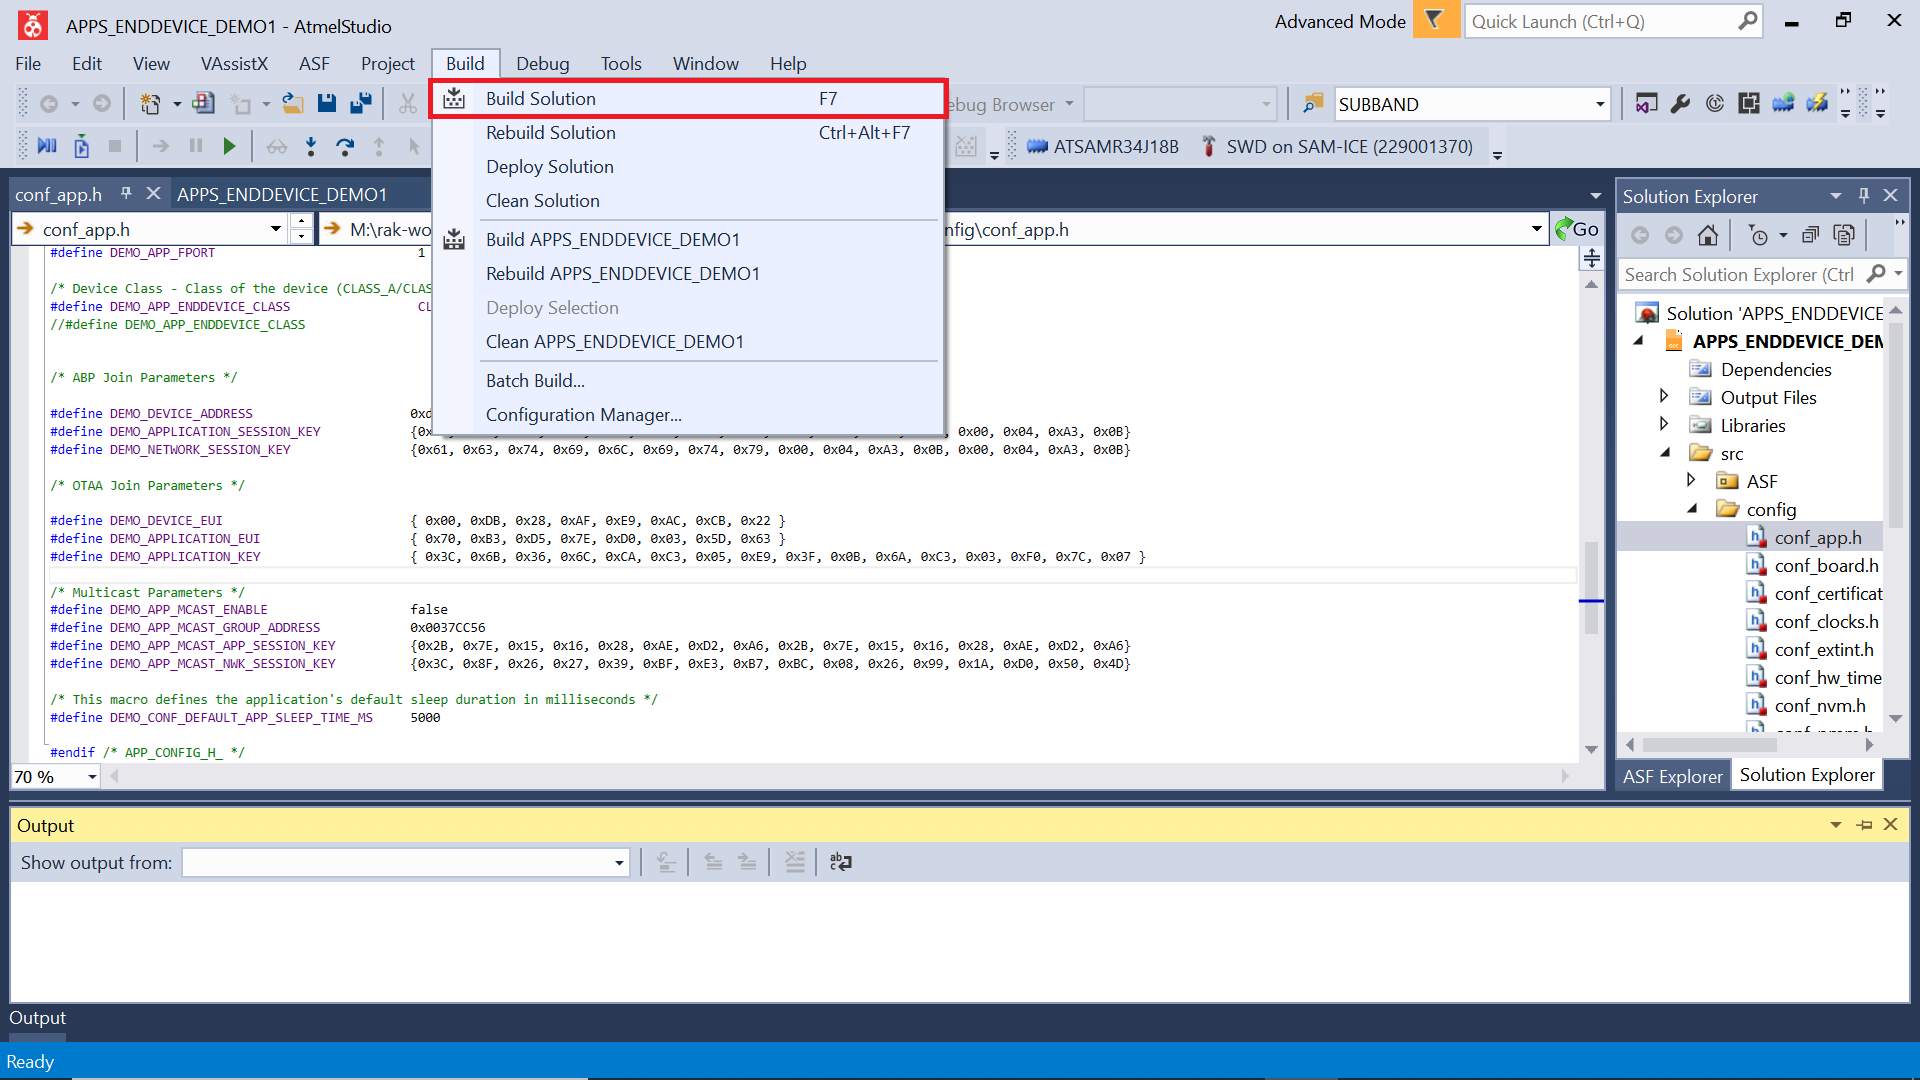 APPS_ENDDEVICE_DEMO1 - AtmelStudio
Advanced Mode
Quick Launch (Ctrl+Q)
File Edit View VAssistX ASF Project Build Debug Tools Window Help
Build Solution F7
Rebuild Solution Ctrl+Alt+F7
Deploy Solution
Clean Solution
Build APPS_ENDDEVICE_DEMO1
Rebuild APPS_ENDDEVICE_DEMO1
Deploy Selection
Clean APPS_ENDDEVICE_DEMO1
Batch Build...
Configuration Manager...
ebug Browser
SUBBAND
ATSAMR34J18B
SWD on SAM-ICE (229001370)
conf_app.h
APPS_ENDDEVICE_DEMO1
conf_app.h
M:\rak-wo
nfig\conf_app.h
Go
#define DEMO_APP_FPORT 1
/* Device Class - Class of the device (CLASS_A/CLAS
#define DEMO_APP_ENDDEVICE_CLASS CL
//#define DEMO_APP_ENDDEVICE_CLASS
/* ABP Join Parameters */
#define DEMO_DEVICE_ADDRESS 0xd
#define DEMO_APPLICATION_SESSION_KEY {0x 0x00, 0x04, 0xA3, 0x0B}
#define DEMO_NETWORK_SESSION_KEY {0x61, 0x63, 0x74, 0x69, 0x6C, 0x69, 0x74, 0x79, 0x00, 0x04, 0xA3, 0x0B, 0x00, 0x04, 0xA3, 0x0B}
/* OTAA Join Parameters */
#define DEMO_DEVICE_EUI { 0x00, 0xDB, 0x28, 0xAF, 0xE9, 0xAC, 0xCB, 0x22 }
#define DEMO_APPLICATION_EUI { 0x70, 0xB3, 0xD5, 0x7E, 0xD0, 0x03, 0x5D, 0x63 }
#define DEMO_APPLICATION_KEY { 0x3C, 0x6B, 0x36, 0x6C, 0xCA, 0xC3, 0x05, 0xE9, 0x3F, 0x0B, 0x6A, 0xC3, 0x03, 0xF0, 0x7C, 0x07 }
/* Multicast Parameters */
#define DEMO_APP_MCAST_ENABLE false
#define DEMO_APP_MCAST_GROUP_ADDRESS 0x0037CC56
#define DEMO_APP_MCAST_APP_SESSION_KEY {0x2B, 0x7E, 0x15, 0x16, 0x28, 0xAE, 0xD2, 0xA6, 0x2B, 0x7E, 0x15, 0x16, 0x28, 0xAE, 0xD2, 0xA6}
#define DEMO_APP_MCAST_NWK_SESSION_KEY {0x3C, 0x8F, 0x26, 0x27, 0x39, 0xBF, 0xE3, 0xB7, 0xBC, 0x08, 0x26, 0x99, 0x1A, 0xD0, 0x50, 0x4D}
/* This macro defines the application's default sleep duration in milliseconds */
#define DEMO_CONF_DEFAULT_APP_SLEEP_TIME_MS 5000
#endif /* APP_CONFIG_H_ */
70 %
Solution Explorer
Search Solution Explorer (Ctrl
Solution 'APPS_ENDDEVICE
APPS_ENDDEVICE_DEM
Dependencies
Output Files
Libraries
src
ASF
config
conf_app.h
conf_board.h
conf_certificat
conf_clocks.h
conf_extint.h
conf_hw_time
conf_nvm.h
ASF Explorer
Solution Explorer
Output
Show output from:
Output
Ready